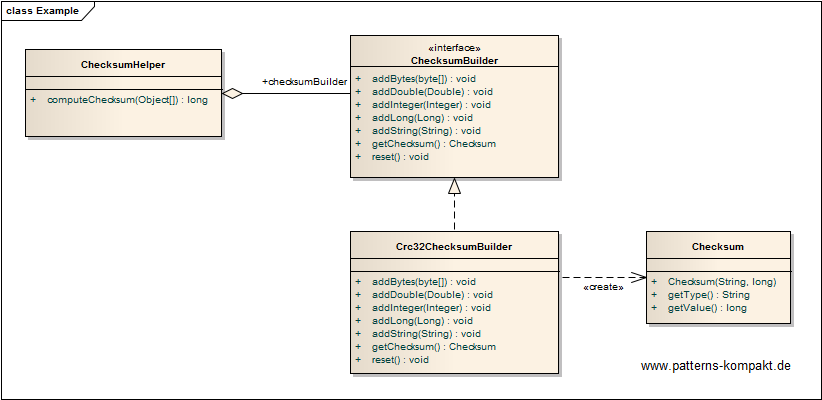 class Example
ChecksumHelper
+ computeChecksum(Object[]) : long
+checksumBuilder
«interface»
ChecksumBuilder
+ addBytes(byte[]) : void
+ addDouble(Double) : void
+ addInteger(Integer) : void
+ addLong(Long) : void
+ addString(String) : void
+ getChecksum() : Checksum
+ reset() : void
Crc32ChecksumBuilder
+ addBytes(byte[]) : void
+ addDouble(Double) : void
+ addInteger(Integer) : void
+ addLong(Long) : void
+ addString(String) : void
+ getChecksum() : Checksum
+ reset() : void
«create»
Checksum
+ Checksum(String, long)
+ getType() : String
+ getValue() : long
www.patterns-kompakt.de